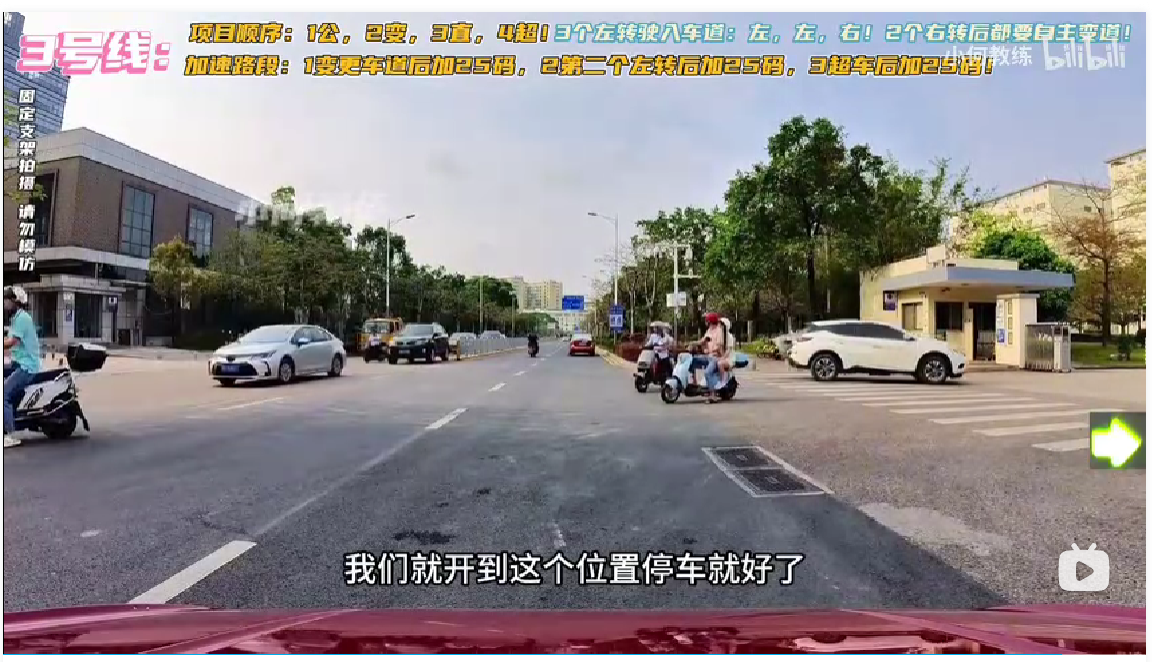 3号线：
项目顺序：1公，2变，3直，4超！3个左转驶入车道：左，左，右！2个右转后都要自主变道！
加速路段：1变更车道后加25码，2第二个左转后加25码，3超车后加25码！
小何教练 bilibili
固定支架拍摄 请勿模仿
我们就开到这个位置停车就好了